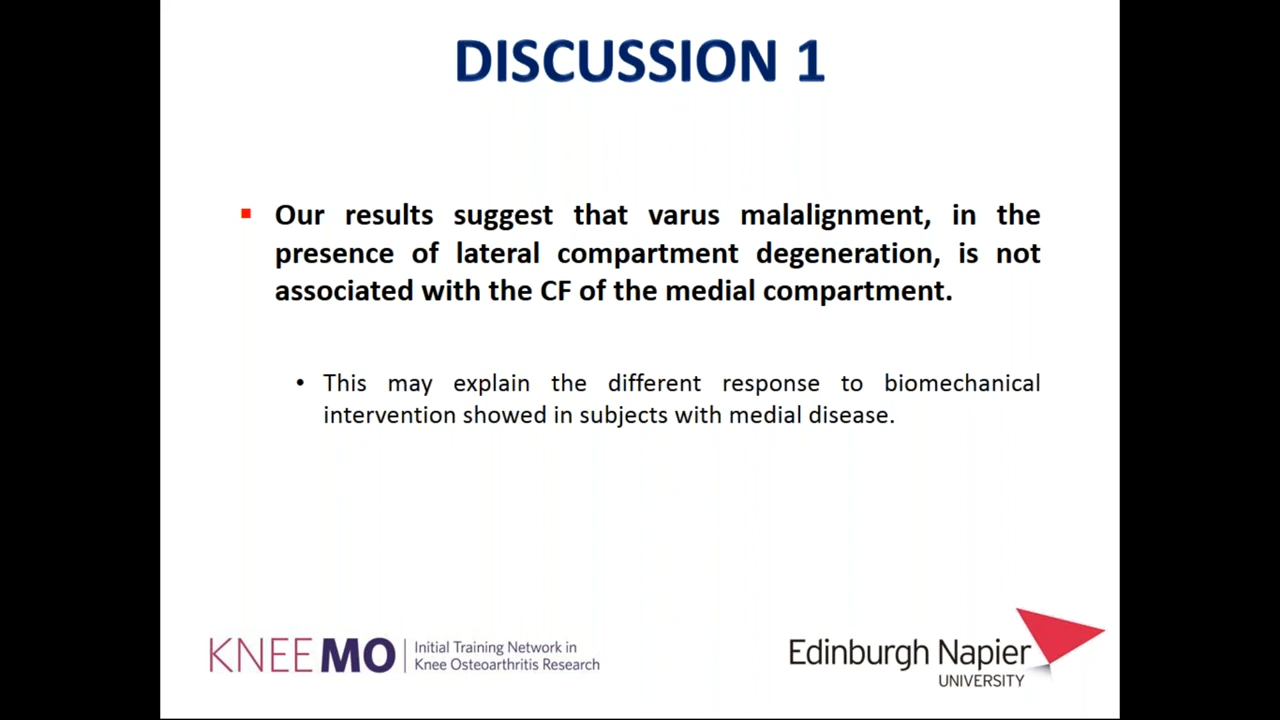 DISCUSSION 1
Our results suggest that varus malalignment, in the
presence of lateral compartment degeneration, is not
associated with the CF of the medial compartment.
This may explain the different response to biomechanical
intervention showed in subjects with medial disease.
KNEEMO
Initial Training Network in
Knee Osteoarthritis Research
Edinburgh Napier
UNIVERSITY